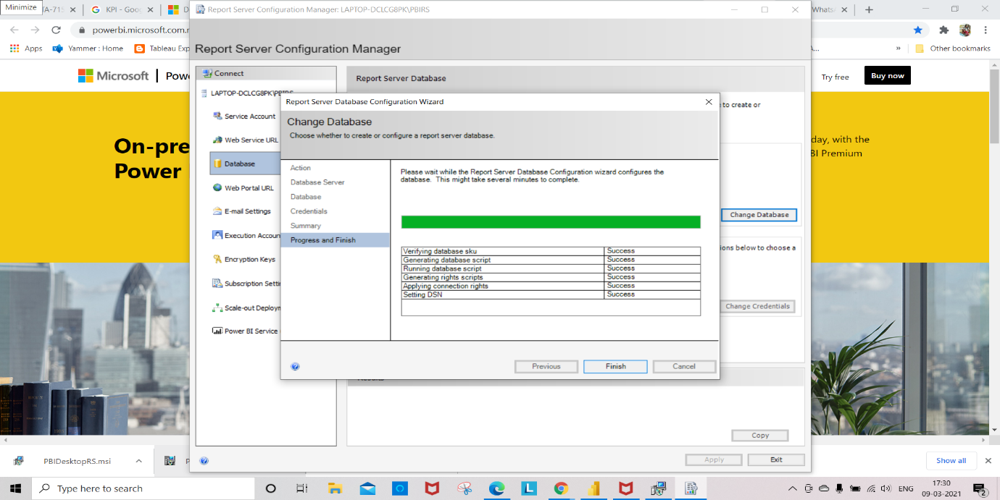 Minimize
TA-715
KPI - Goo
D
Report Server Configuration Manager: LAPTOP-DCLCG8PK\PBIRS
Whats
powerbi.microsoft.com
Apps
Yammer : Home
Tableau Exp
A...
»
Other bookmarks
Report Server Configuration Manager
Microsoft
Pow
Try free
Buy now
Connect
LAPTOP-DCLCG8PK\PBIRS
Service Account
Web Service URL
Database
Web Portal URL
E-mail Settings
Execution Accoun
Encryption Keys
Subscription Setti
Scale-out Deploym
Power BI Service
Report Server Database
e to create or
Change Database
ions below to choose a
Change Credentials
Results
Copy
Apply
Exit
Report Server Database Configuration Wizard
Change Database
Choose whether to create or configure a report server database.
Action
Database Server
Database
Credentials
Summary
Progress and Finish
Please wait while the Report Server Database Configuration wizard configures the
database. This might take several minutes to complete.
Verifying database sku Success
Generating database script Success
Running database script Success
Generating rights scripts Success
Applying connection rights Success
Setting DSN Success
Previous
Finish
Cancel
On-pre
Power
day, with the
BI Premium
PBIDesktopRS.msi
P
Show all
Type here to search
L
ENG
17:30
09-03-2021
2